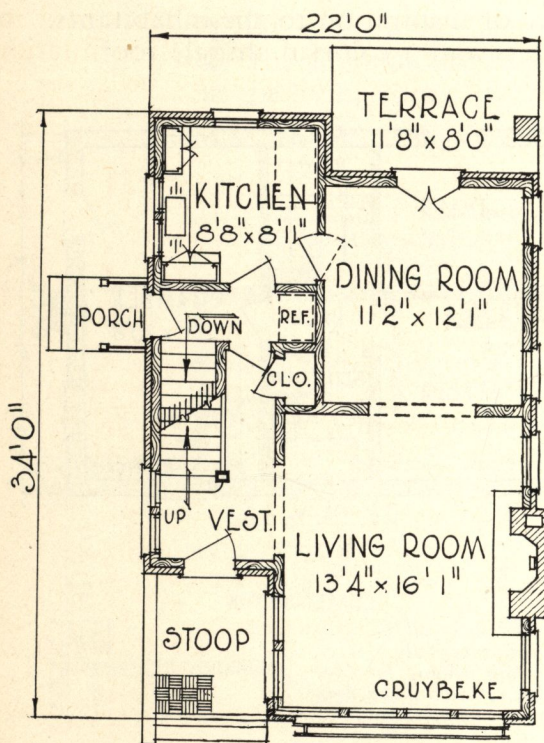 22'0"
TERRACE
11'8" x 8'0"
KITCHEN
8'8" x 8'11"
DINING ROOM
11'2" x 12'1"
PORCH
DOWN
REF.
CLO.
34'0"
UP
VEST.
LIVING ROOM
13'4" x 16'1"
STOOP
CRUYBEKE